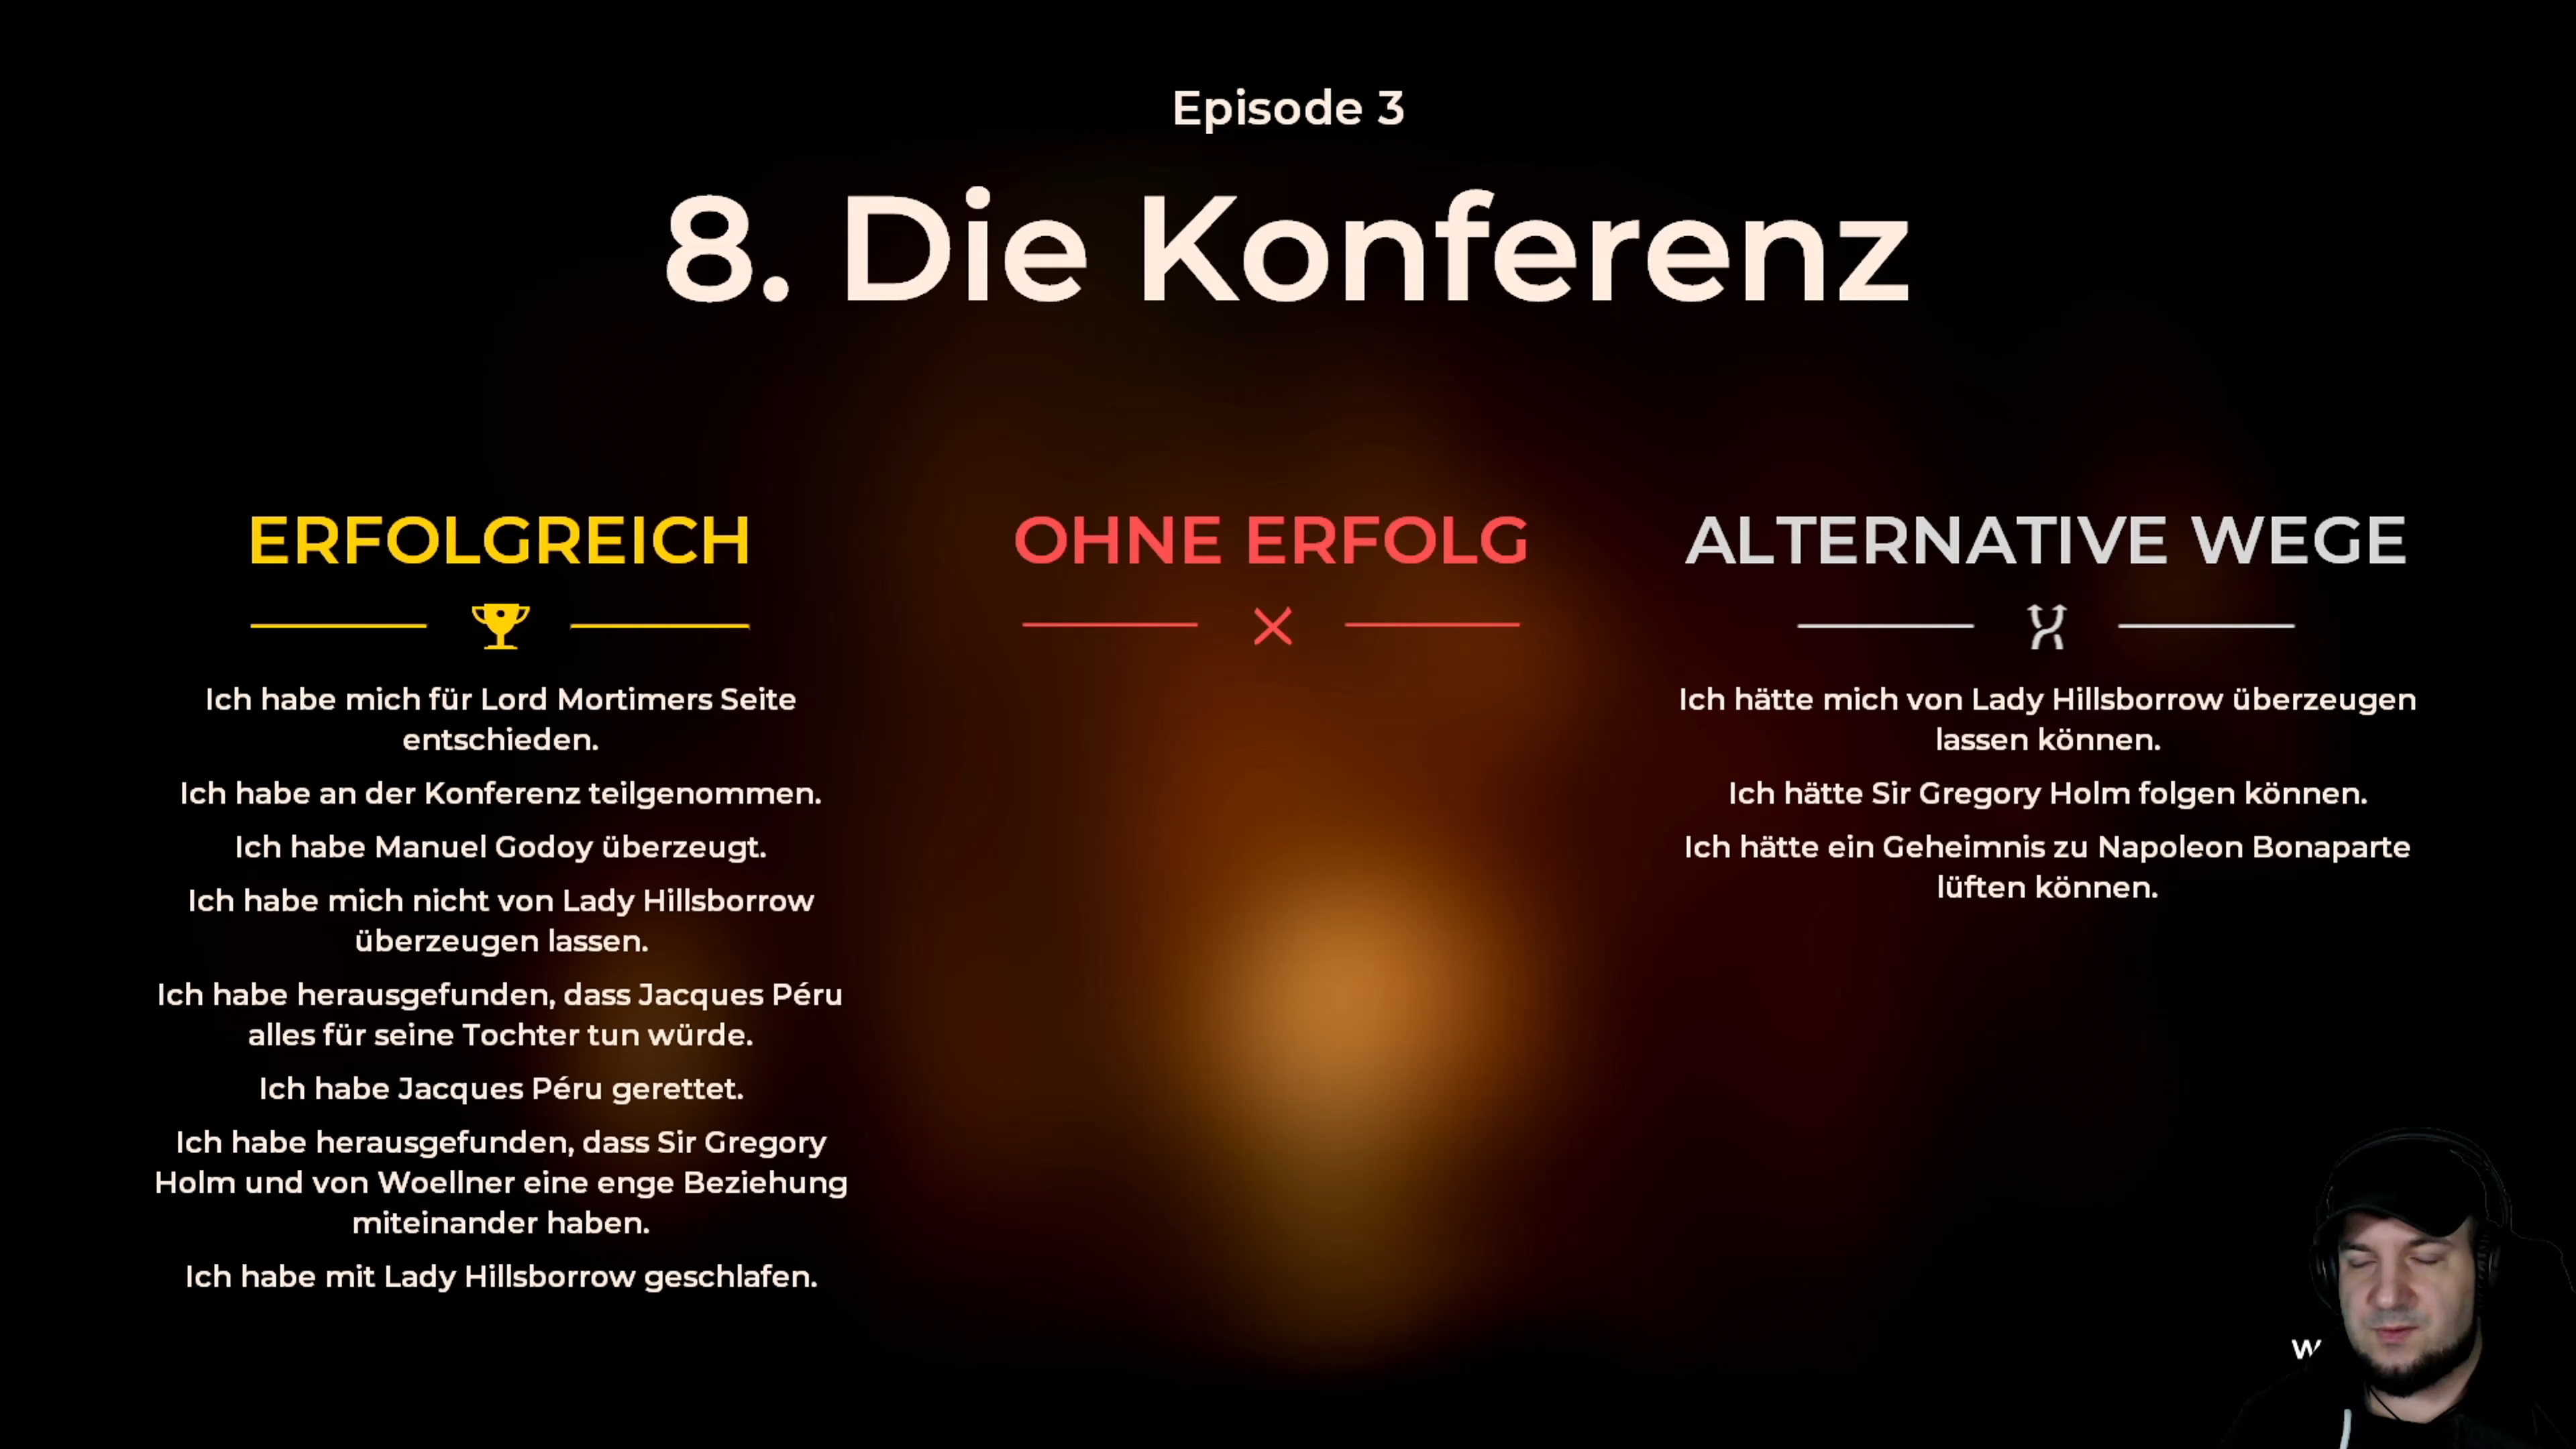 Episode 3
8. Die Konferenz
ERFOLGREICH
Ich habe mich für Lord Mortimers Seite
entschieden.
Ich habe an der Konferenz teilgenommen.
Ich habe Manuel Godoy überzeugt.
Ich habe mich nicht von Lady Hillsborrow
überzeugen lassen.
Ich habe herausgefunden, dass Jacques Péru
alles für seine Tochter tun würde.
Ich habe Jacques Péru gerettet.
Ich habe herausgefunden, dass Sir Gregory
Holm und von Woellner eine enge Beziehung
miteinander haben.
Ich habe mit Lady Hillsborrow geschlafen.
OHNE ERFOLG
ALTERNATIVE WEGE
Ich hätte mich von Lady Hillsborrow überzeugen
lassen können.
Ich hätte Sir Gregory Holm folgen können.
Ich hätte ein Geheimnis zu Napoleon Bonaparte
lüften können.